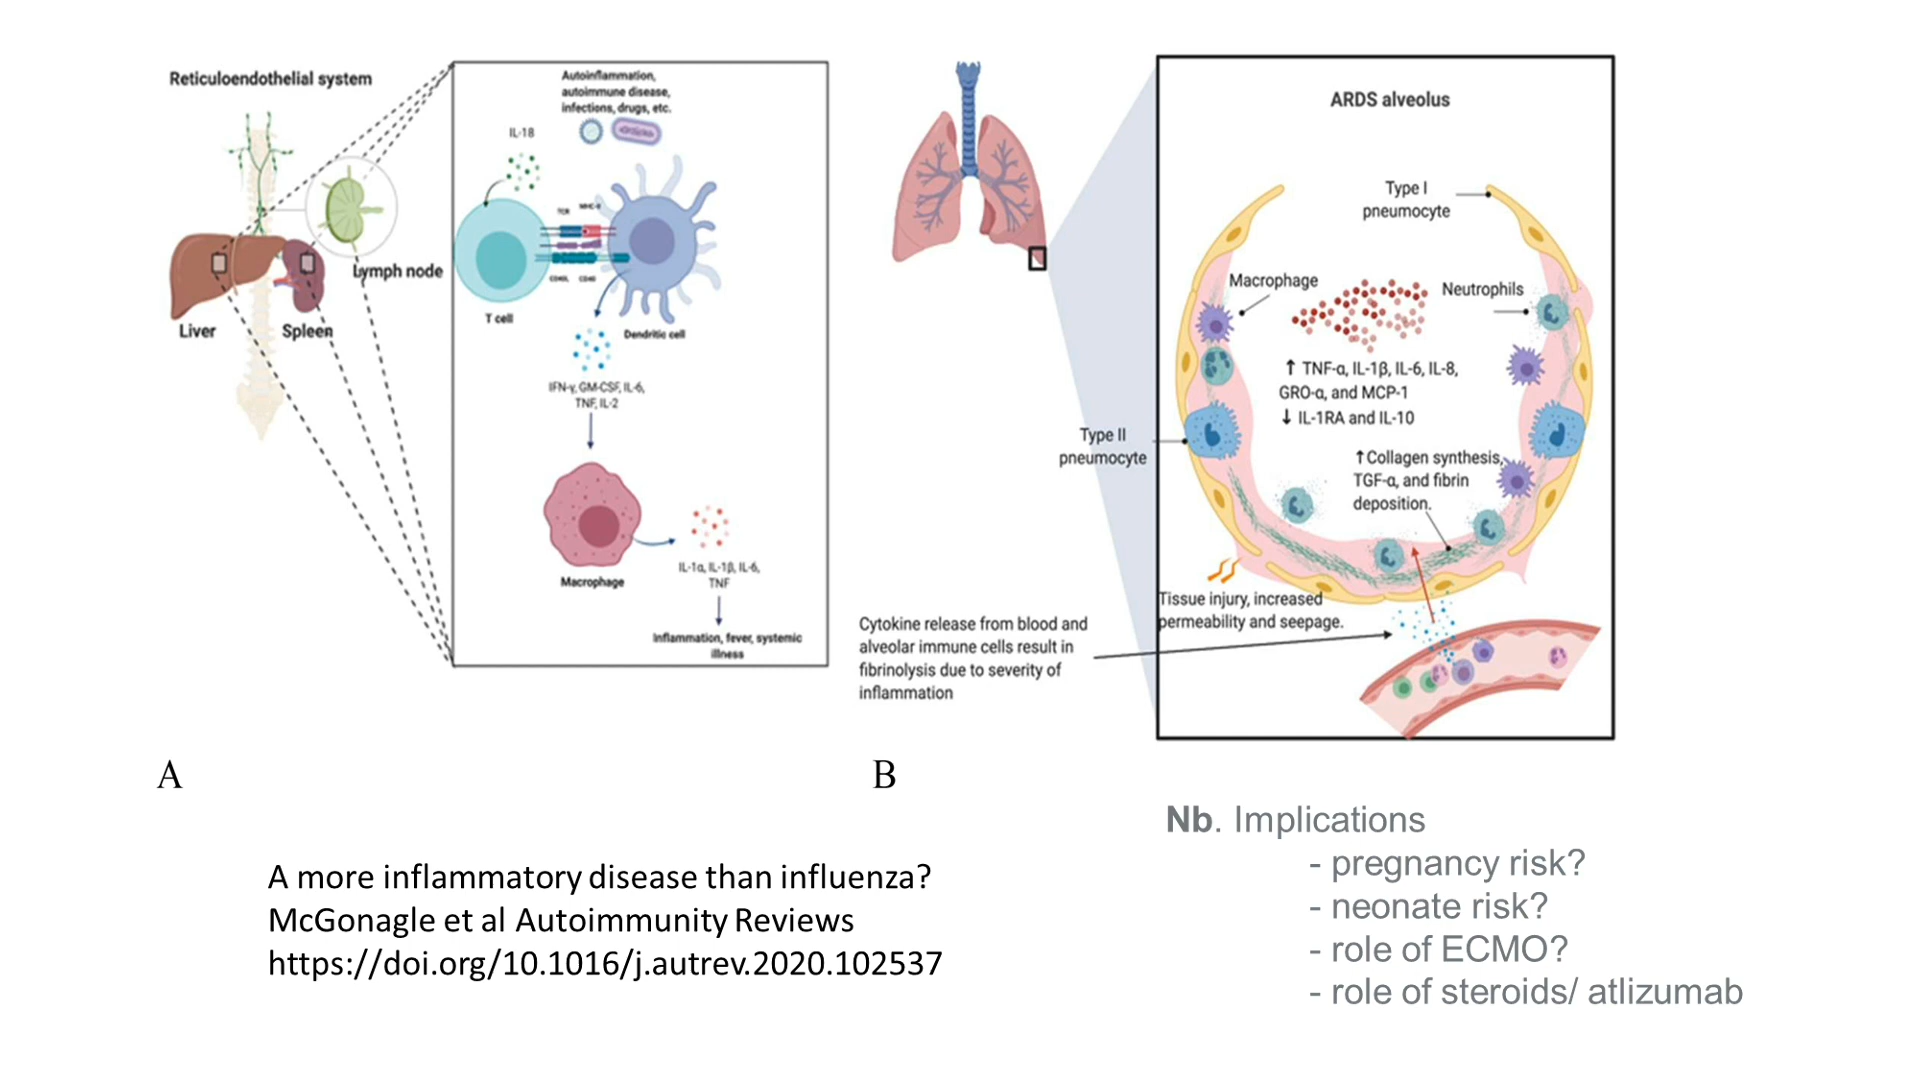 Reticuloendothelial system
Lymph node
Liver
Spleen
Autoinflammation,
autoimmune disease,
infections, drugs, etc.
IL-18
TCR
MHC-II
CD40L
CD40
T cell
Dendritic cell
IFN-γ, GM-CSF, IL-6,
TNF, IL-2
Macrophage
IL-1α, IL-1β, IL-6,
TNF
Inflammation, fever, systemic
illness
A
ARDS alveolus
Type I
pneumocyte
Macrophage
Neutrophils
↑ TNF-α, IL-1β, IL-6, IL-8,
GRO-α, and MCP-1
↓ IL-1RA and IL-10
Type II
pneumocyte
↑Collagen synthesis,
TGF-α, and fibrin
deposition.
Tissue injury, increased
permeability and seepage.
Cytokine release from blood and
alveolar immune cells result in
fibrinolysis due to severity of
inflammation
B
A more inflammatory disease than influenza?
McGonagle et al Autoimmunity Reviews
https://doi.org/10.1016/j.autrev.2020.102537
Nb. Implications
- pregnancy risk?
- neonate risk?
- role of ECMO?
- role of steroids/ atlizumab